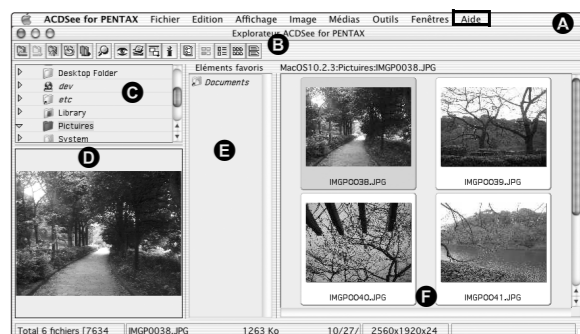 ACDSee for PENTAX Fichier Edition Affichage Image Médias Outils Fenêtres Aide
A
Explorateur ACDSee for PENTAX
B
Eléments favoris MacOS10.2.3:Pictures:IMGP0038.JPG
Desktop Folder
dev
etc
Library
Pictures
System
C
Documents
D
E
IMGP0038.JPG IMGP0039.JPG
IMGP0040.JPG IMGP0041.JPG
F
Total 6 fichiers [7634 IMGP0038.JPG 1263 Ko 10/27/ 2560x1920x24